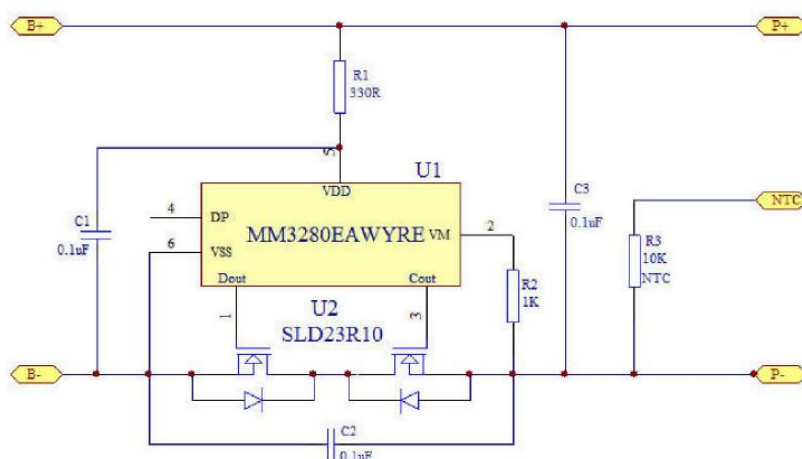 B+
P+
R1
330R
5
U1
VDD
C1
0.1uF
4
DP
MM3280EAWYRE
VM
2
6
VSS
Dout
Cout
C3
0.1uF
NTC
R3
10K
NTC
R2
1K
1
U2
SLD23R10
3
B-
P-
C2
0.1uF